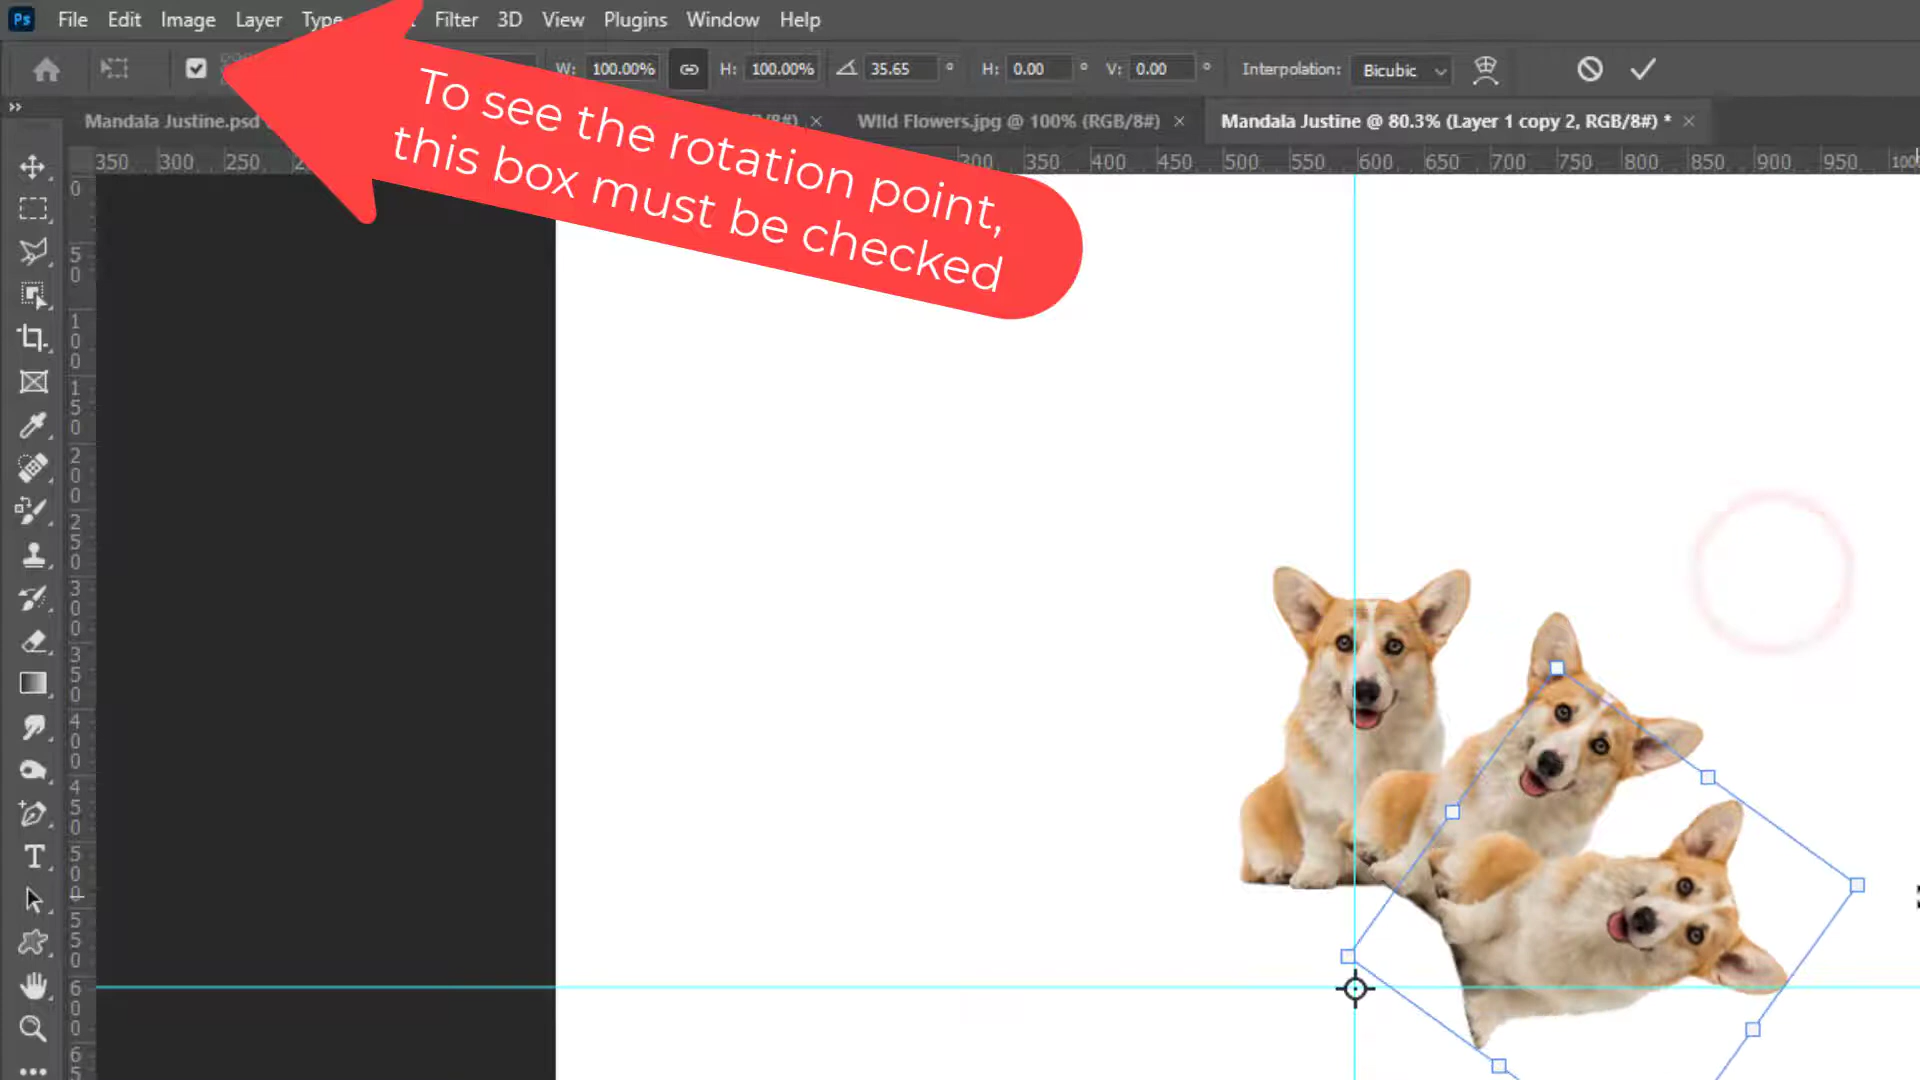 Ps File Edit Image Layer Type Filter 3D View Plugins Window Help
W: 100.00% H: 100.00% 35.65 ° H: 0.00 ° V: 0.00 ° Interpolation: Bicubic
Mandala Justine.psd /8#) × Wild Flowers.jpg @ 100% (RGB/8#) × Mandala Justine @ 80.3% (Layer 1 copy 2, RGB/8#) * ×
350 300 250 300 350 400 450 500 550 600 650 700 750 800 850 900 950 100
To see the rotation point,
this box must be checked
0
50
100
150
200
250
300
350
400
450
500
550
600
65
T